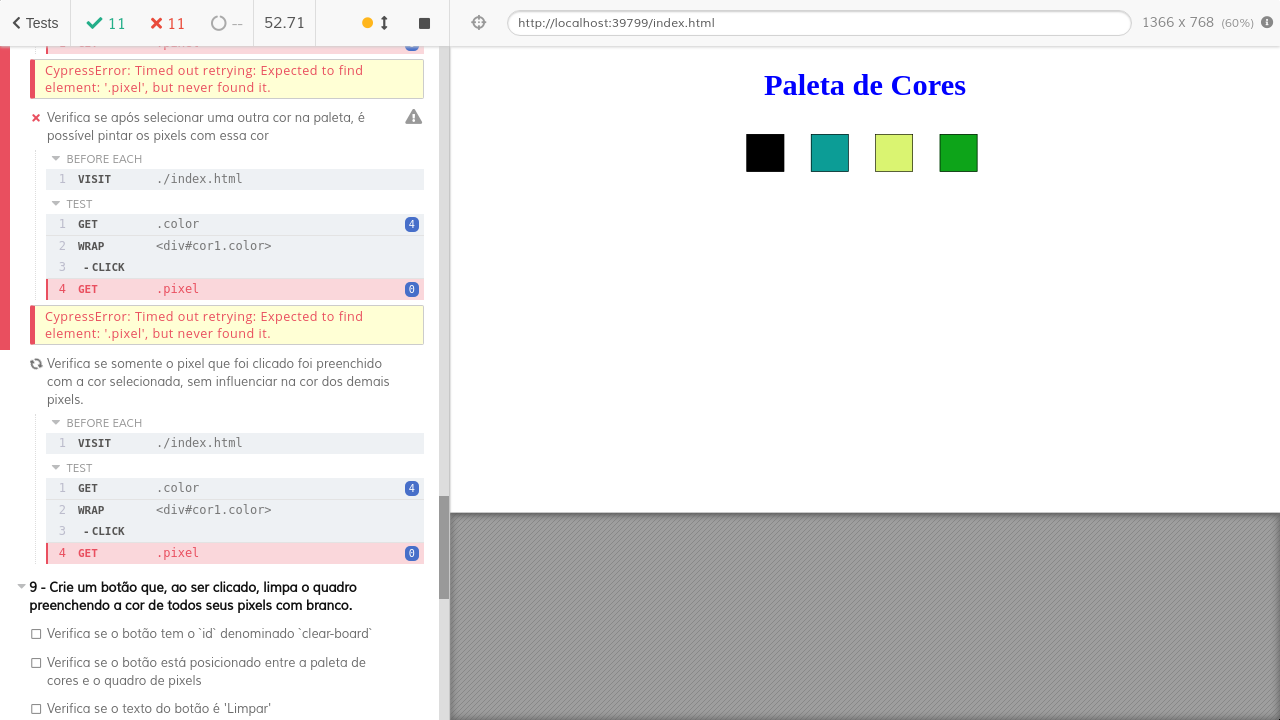 Tests 11 11 -- 52.71 http://localhost:39799/index.html 1366 x 768 (60%)
CypressError: Timed out retrying: Expected to find
element: '.pixel', but never found it.
Verifica se após selecionar uma outra cor na paleta, é
possível pintar os pixels com essa cor
BEFORE EACH
1 VISIT ./index.html
TEST
1 GET .color 4
2 WRAP <div#cor1.color>
3 - CLICK
4 GET .pixel 0
CypressError: Timed out retrying: Expected to find
element: '.pixel', but never found it.
Verifica se somente o pixel que foi clicado foi preenchido
com a cor selecionada, sem influenciar na cor dos demais
pixels.
BEFORE EACH
1 VISIT ./index.html
TEST
1 GET .color 4
2 WRAP <div#cor1.color>
3 - CLICK
4 GET .pixel 0
9 - Crie um botão que, ao ser clicado, limpa o quadro
preenchendo a cor de todos seus pixels com branco.
Verifica se o botão tem o `id` denominado `clear-board`
Verifica se o botão está posicionado entre a paleta de
cores e o quadro de pixels
Verifica se o texto do botão é 'Limpar'
Paleta de Cores